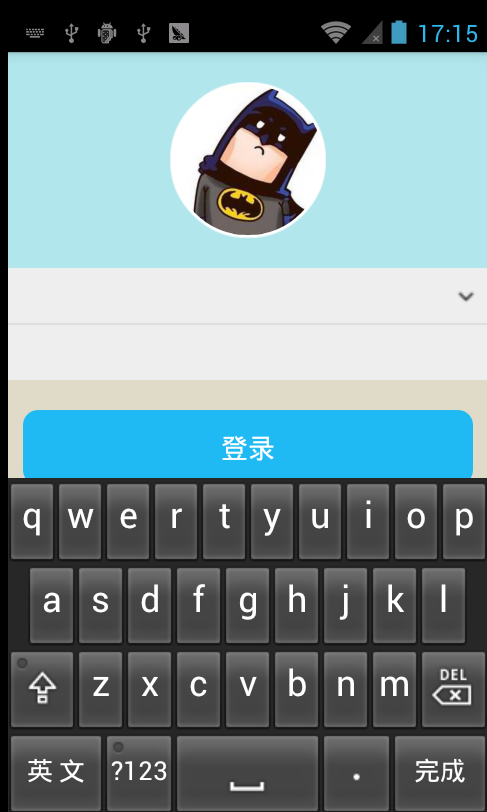 17:15
登录
q w e r t y u i o p
a s d f g h j k l
z x c v b n m DEL
英文 ?123 . 完成